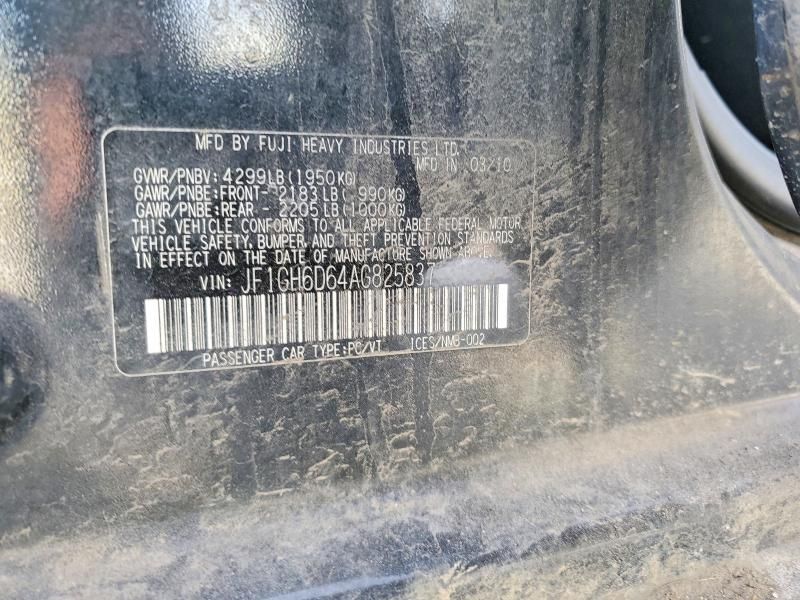 MFD BY FUJI HEAVY INDUSTRIES LTD.
MFD IN 03/10
GVWR/PNBV: 4299LB(1950KG)
GAWR/PNBE:FRONT- 2183LB( 990KG)
GAWR/PNBE:REAR - 2205LB(1000KG)
THIS VEHICLE CONFORMS TO ALL APPLICABLE FEDERAL MOTOR
VEHICLE SAFETY, BUMPER, AND THEFT PREVENTION STANDARDS
IN EFFECT ON THE DATE OF MANUFACTURE SHOWN ABOVE.
VIN: JF1GH6D64AG825837
PASSENGER CAR TYPE:PC/VT ICES/NMB-002